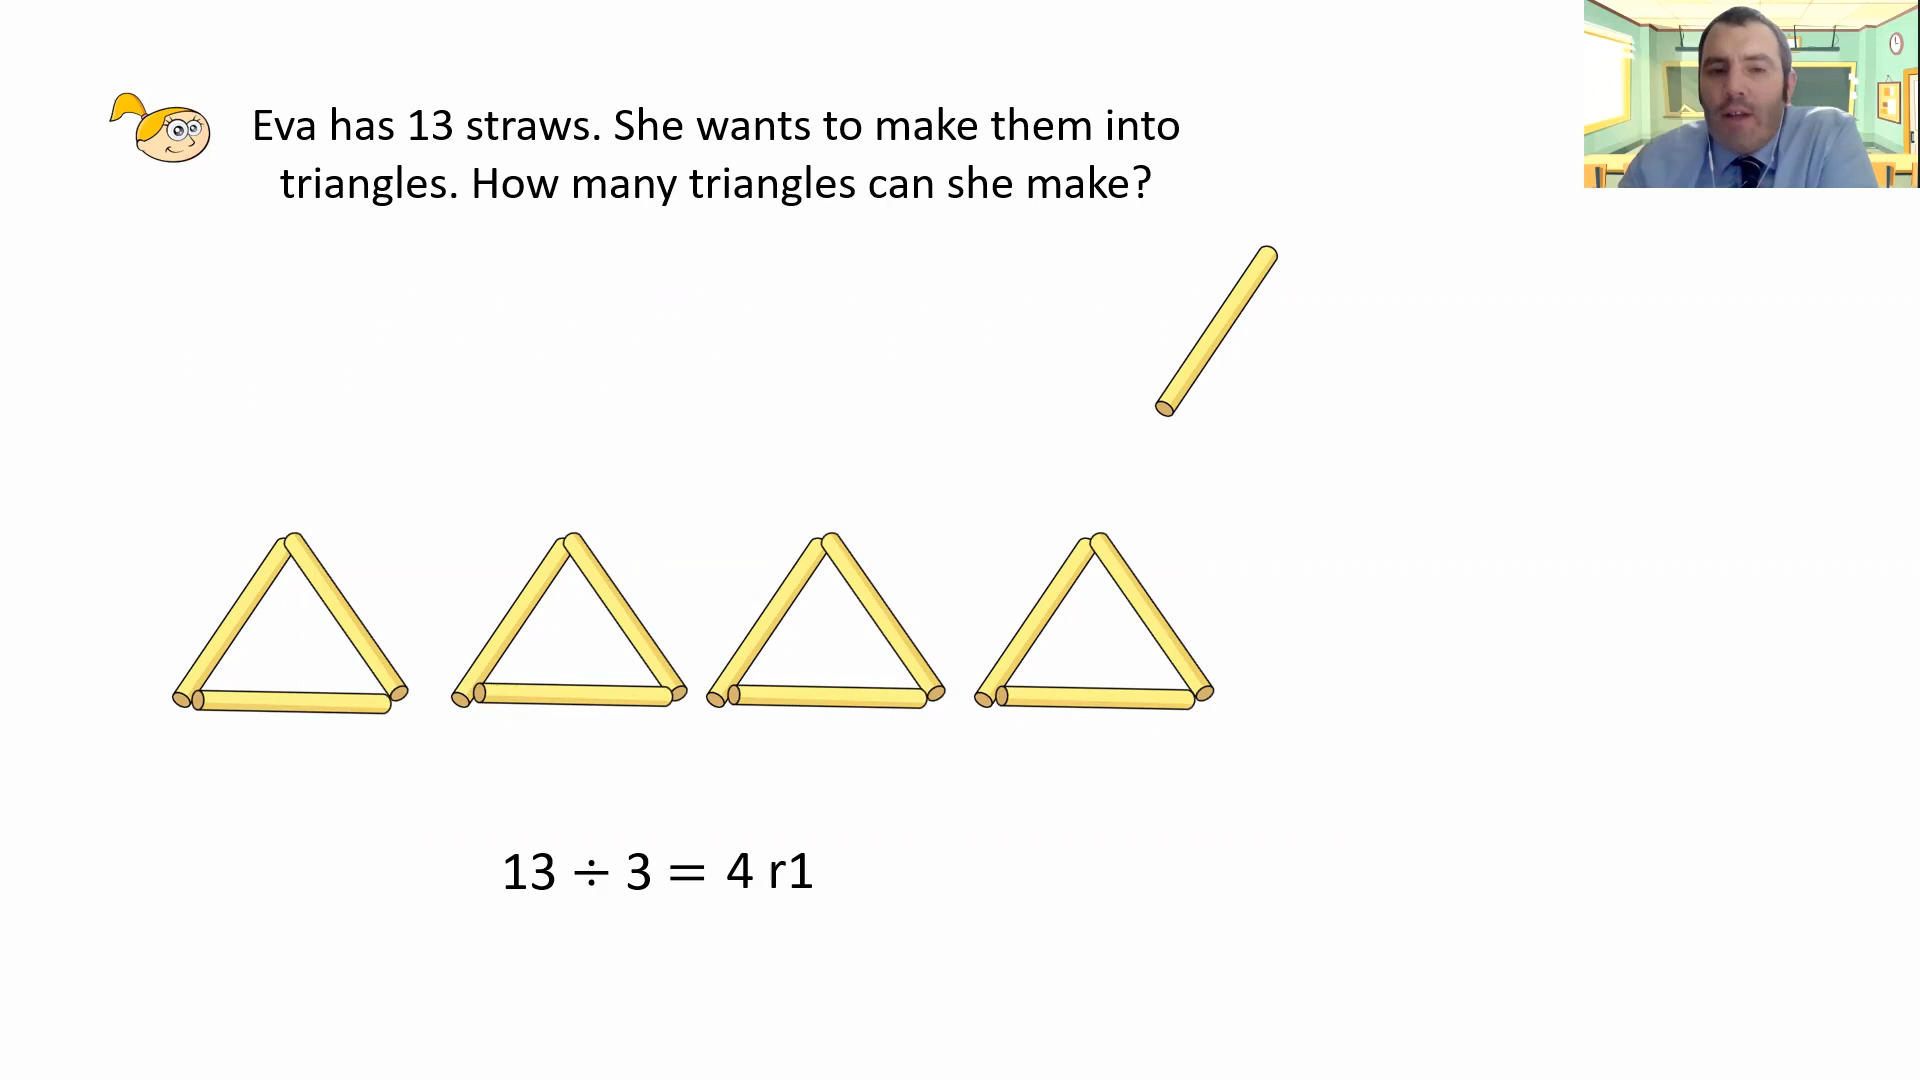 Eva has 13 straws. She wants to make them into
triangles. How many triangles can she make?
13 ÷ 3 = 4 r1